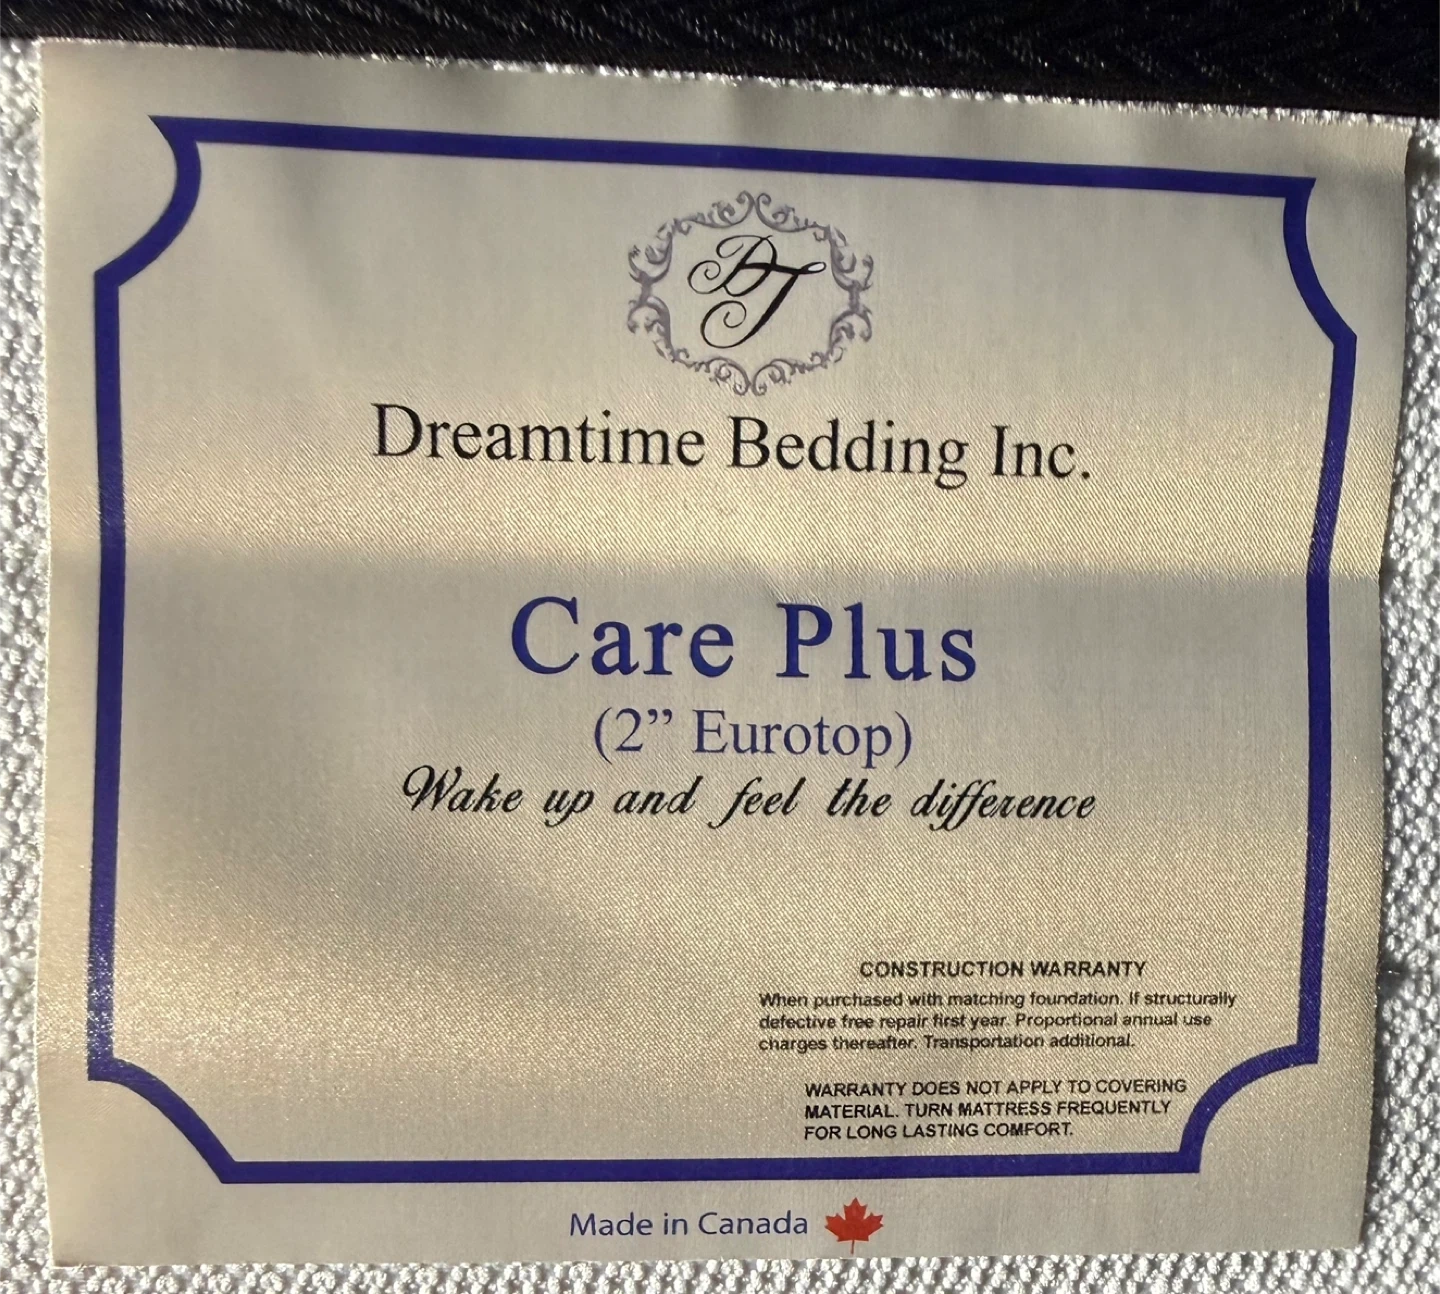 DT
Dreamtime Bedding Inc.
Care Plus
(2” Eurotop)
Wake up and feel the difference
CONSTRUCTION WARRANTY
When purchased with matching foundation. If structurally
defective free repair first year. Proportional annual use
charges thereafter. Transportation additional.
WARRANTY DOES NOT APPLY TO COVERING
MATERIAL. TURN MATTRESS FREQUENTLY
FOR LONG LASTING COMFORT.
Made in Canada